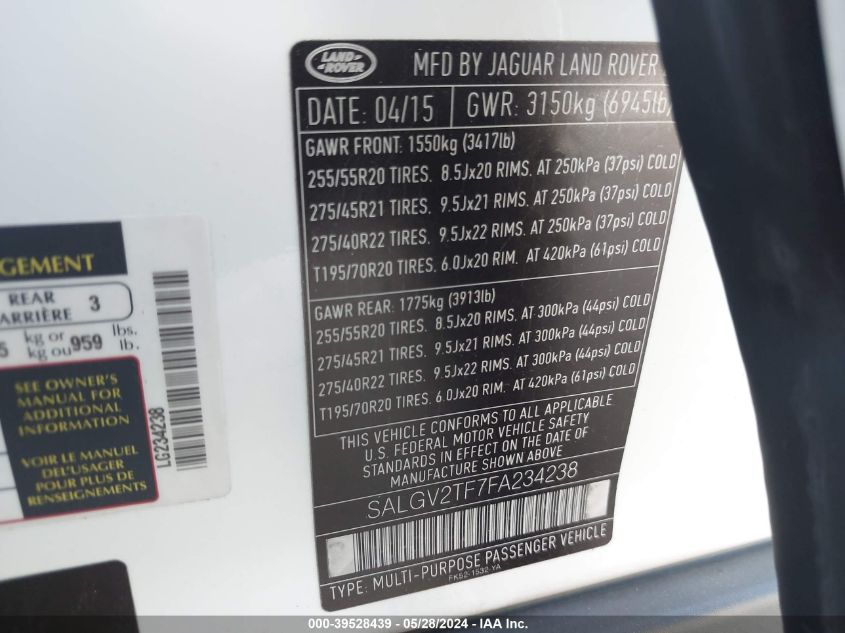 LAND
ROVER
MFD BY JAGUAR LAND ROVER
DATE: 04/15
GWR: 3150kg (6945lb)
GAWR FRONT: 1550kg (3417lb)
255/55R20 TIRES. 8.5Jx20 RIMS. AT 250kPa (37psi) COLD
275/45R21 TIRES. 9.5Jx21 RIMS. AT 250kPa (37psi) COLD
275/40R22 TIRES. 9.5Jx22 RIMS. AT 250kPa (37psi) COLD
T195/70R20 TIRES. 6.0Jx20 RIM. AT 420kPa (61psi) COLD
GAWR REAR: 1775kg (3913lb)
255/55R20 TIRES. 8.5Jx20 RIMS. AT 300kPa (44psi) COLD
275/45R21 TIRES. 9.5Jx21 RIMS. AT 300kPa (44psi) COLD
275/40R22 TIRES. 9.5Jx22 RIMS. AT 300kPa (44psi) COLD
T195/70R20 TIRES. 6.0Jx20 RIM. AT 420kPa (61psi) COLD
THIS VEHICLE CONFORMS TO ALL APPLICABLE
U.S. FEDERAL MOTOR VEHICLE SAFETY
STANDARDS IN EFFECT ON THE DATE OF
MANUFACTURE SHOWN ABOVE
SALGV2TF7FA234238
TYPE: MULTI-PURPOSE PASSENGER VEHICLE
FK52-1532-YA
GEMENT
REAR 3
ARRIÈRE
5 kg or 959 lbs.
kg ou lb.
SEE OWNER'S
MANUAL FOR
ADDITIONAL
INFORMATION
VOIR LE MANUEL
DEL'USAGER
POUR PLUS DE
RENSEIGNEMENTS
LG234238
000-39528439 - 05/28/2024 - IAAI.com